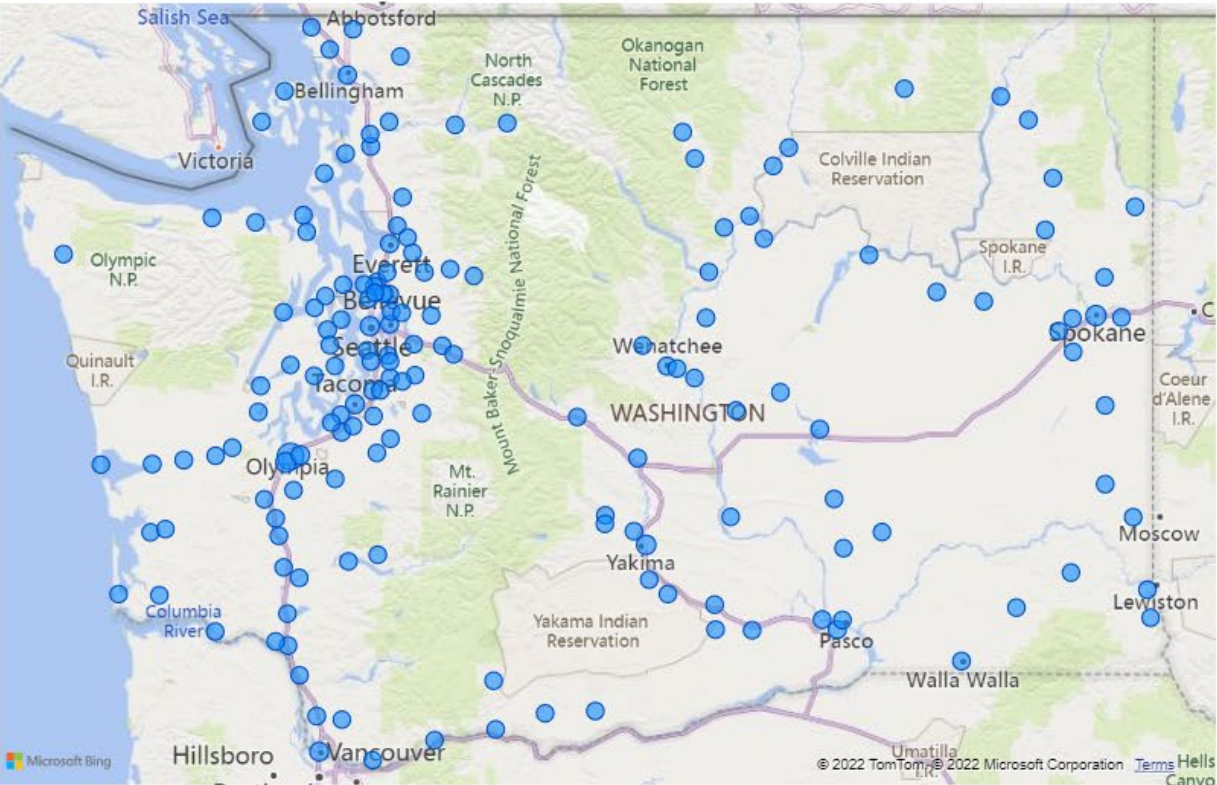 Salish Sea
Abbotsford
Okanogan
National
Forest
North
Cascades
N.P.
Bellingham
Victoria
Colville Indian
Reservation
Mount Baker-Snoqualmie National Forest
Olympic
N.P.
Spokane
I.R.
Everett
Bellevue
Seattle
Spokane
Wenatchee
Quinault
I.R.
Tacoma
Coeur
d'Alene
I.R.
WASHINGTON
Olympia
Mt.
Rainier
N.P.
Moscow
Yakima
Lewiston
Columbia
River
Yakama Indian
Reservation
Pasco
Walla Walla
Hillsboro
Vancouver
Umatilla
I.R.
Microsoft Bing
© 2022 TomTom, © 2022 Microsoft Corporation Terms
Hells